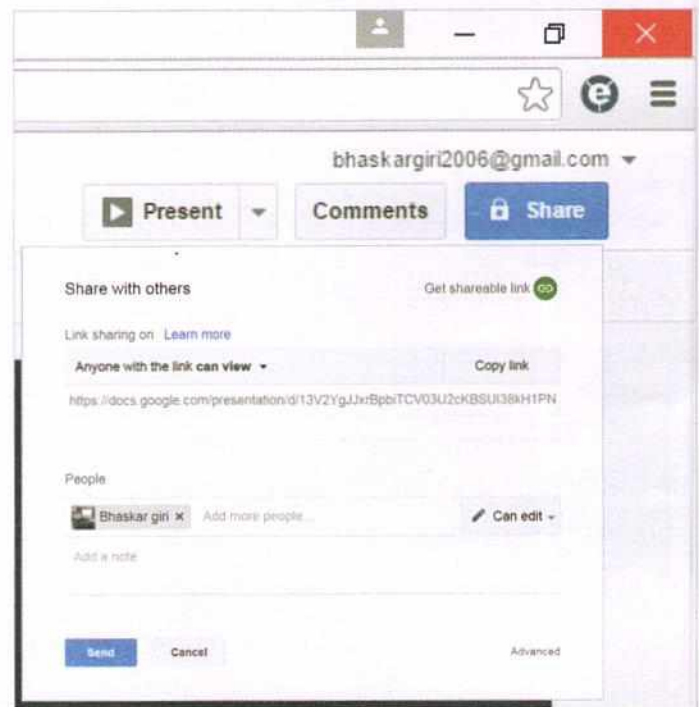 bhaskargiri2006@gmail.com
Present Comments Share
Share with others Get shareable link
Link sharing on Learn more
Anyone with the link can view Copy link
https://docs.google.com/presentation/d/13V2YgJJxrBpbiTCV03U2cKBSUI38kH1PN
People
Bhaskar giri × Add more people... Can edit
Add a note
Send Cancel Advanced